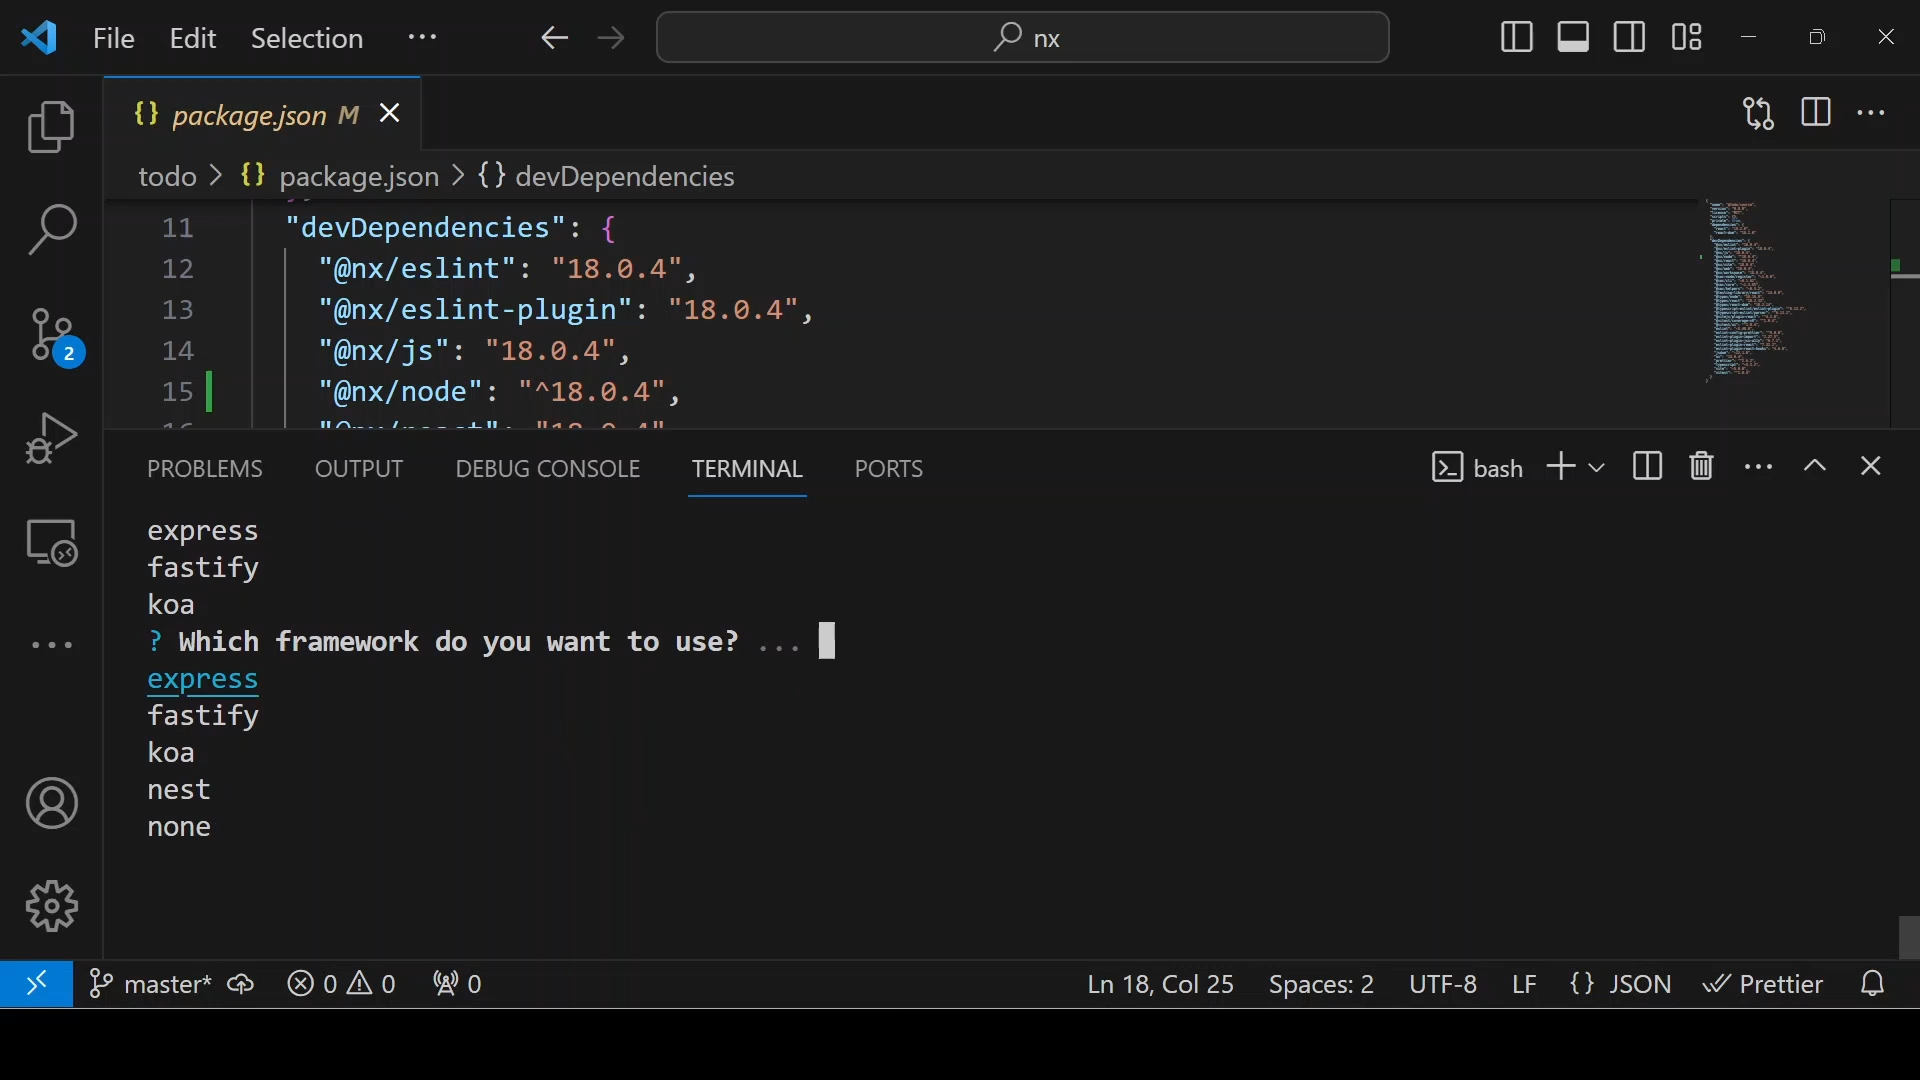 File Edit Selection ···
nx
{} package.json M
todo > {} package.json > {} devDependencies
11 "devDependencies": {
12 "@nx/eslint": "18.0.4",
13 "@nx/eslint-plugin": "18.0.4",
14 "@nx/js": "18.0.4",
15 "@nx/node": "^18.0.4",
PROBLEMS OUTPUT DEBUG CONSOLE TERMINAL PORTS bash
express
fastify
koa
? Which framework do you want to use? ...
express
fastify
koa
nest
none
2
master* 0 0 0 Ln 18, Col 25 Spaces: 2 UTF-8 LF {} JSON Prettier